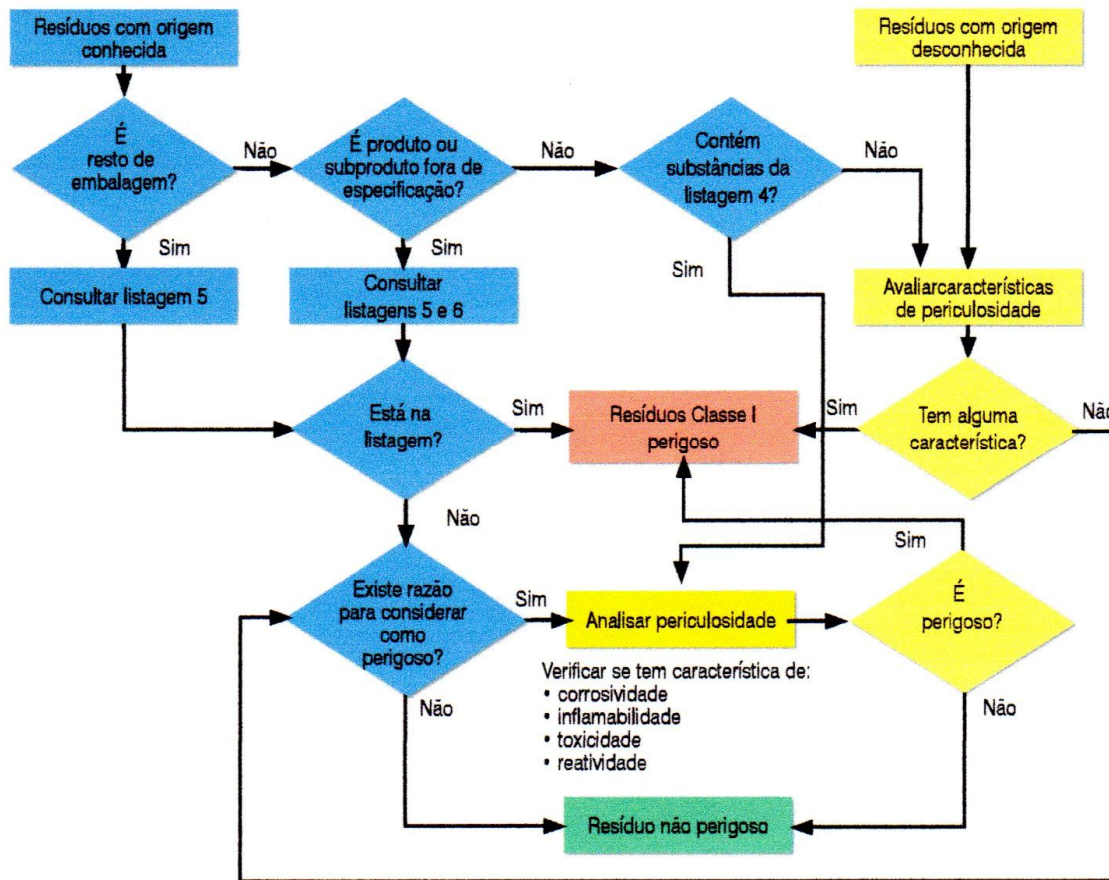 Resíduos com origem
conhecida
Resíduos com origem
desconhecida
É
resto de
embalagem?
Não
É produto ou
subproduto fora de
especificação?
Não
Contém
substâncias da
listagem 4?
Não
Sim
Sim
Sim
Consultar listagem 5
Consultar
listagens 5 e 6
Avaliarcaracterísticas
de periculosidade
Está na
listagem?
Sim
Resíduos Classe I
perigoso
Sim
Tem alguma
característica?
Não
Não
Sim
Existe razão
para considerar
como
perigoso?
Sim
Analisar periculosidade
É
perigoso?
Verificar se tem característica de:
• corrosividade
• inflamabilidade
• toxicidade
• reatividade
Não
Não
Resíduo não perigoso